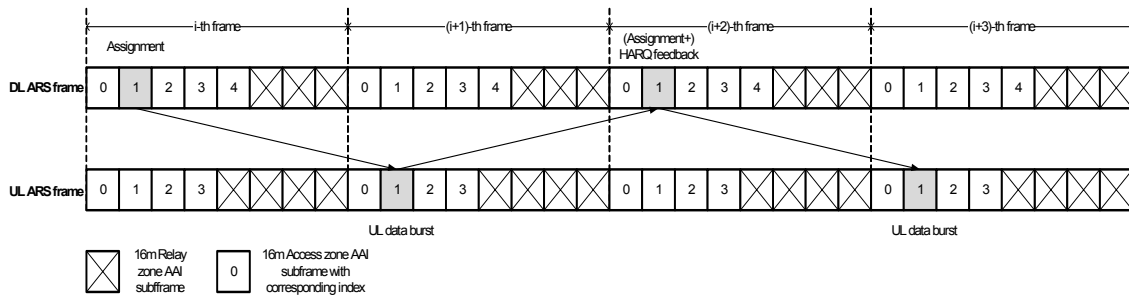 i-th frame (i+1)-th frame (i+2)-th frame (i+3)-th frame
Assignment
(Assignment+)
HARQ feedback
DL ARS frame 0 1 2 3 4 0 1 2 3 4 0 1 2 3 4 0 1 2 3 4
UL ARS frame 0 1 2 3 0 1 2 3 0 1 2 3 0 1 2 3
UL data burst UL data burst
16m Relay
zone AAI
subfframe
0
16m Access zone AAI
subframe with
corresponding index